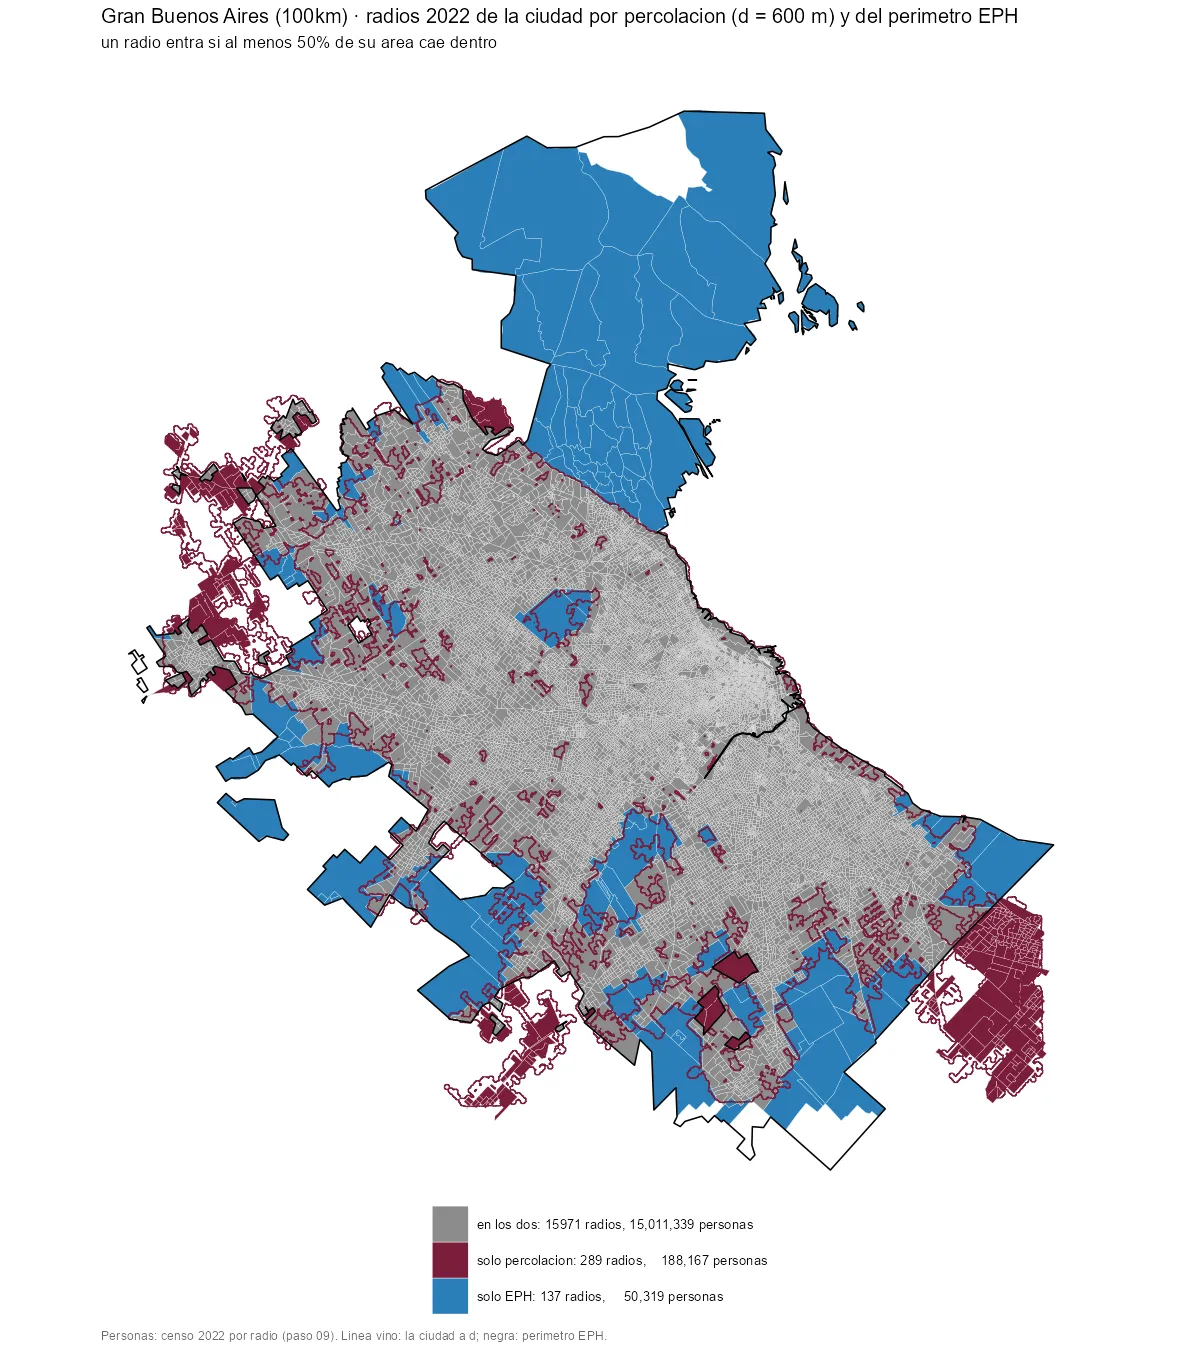 Gran Buenos Aires (100km) · radios 2022 de la ciudad por percolacion (d = 600 m) y del perimetro EPH
un radio entra si al menos 50% de su area cae dentro
en los dos: 15971 radios, 15,011,339 personas
solo percolacion: 289 radios, 188,167 personas
solo EPH: 137 radios, 50,319 personas
Personas: censo 2022 por radio (paso 09). Linea vino: la ciudad a d; negra: perimetro EPH.